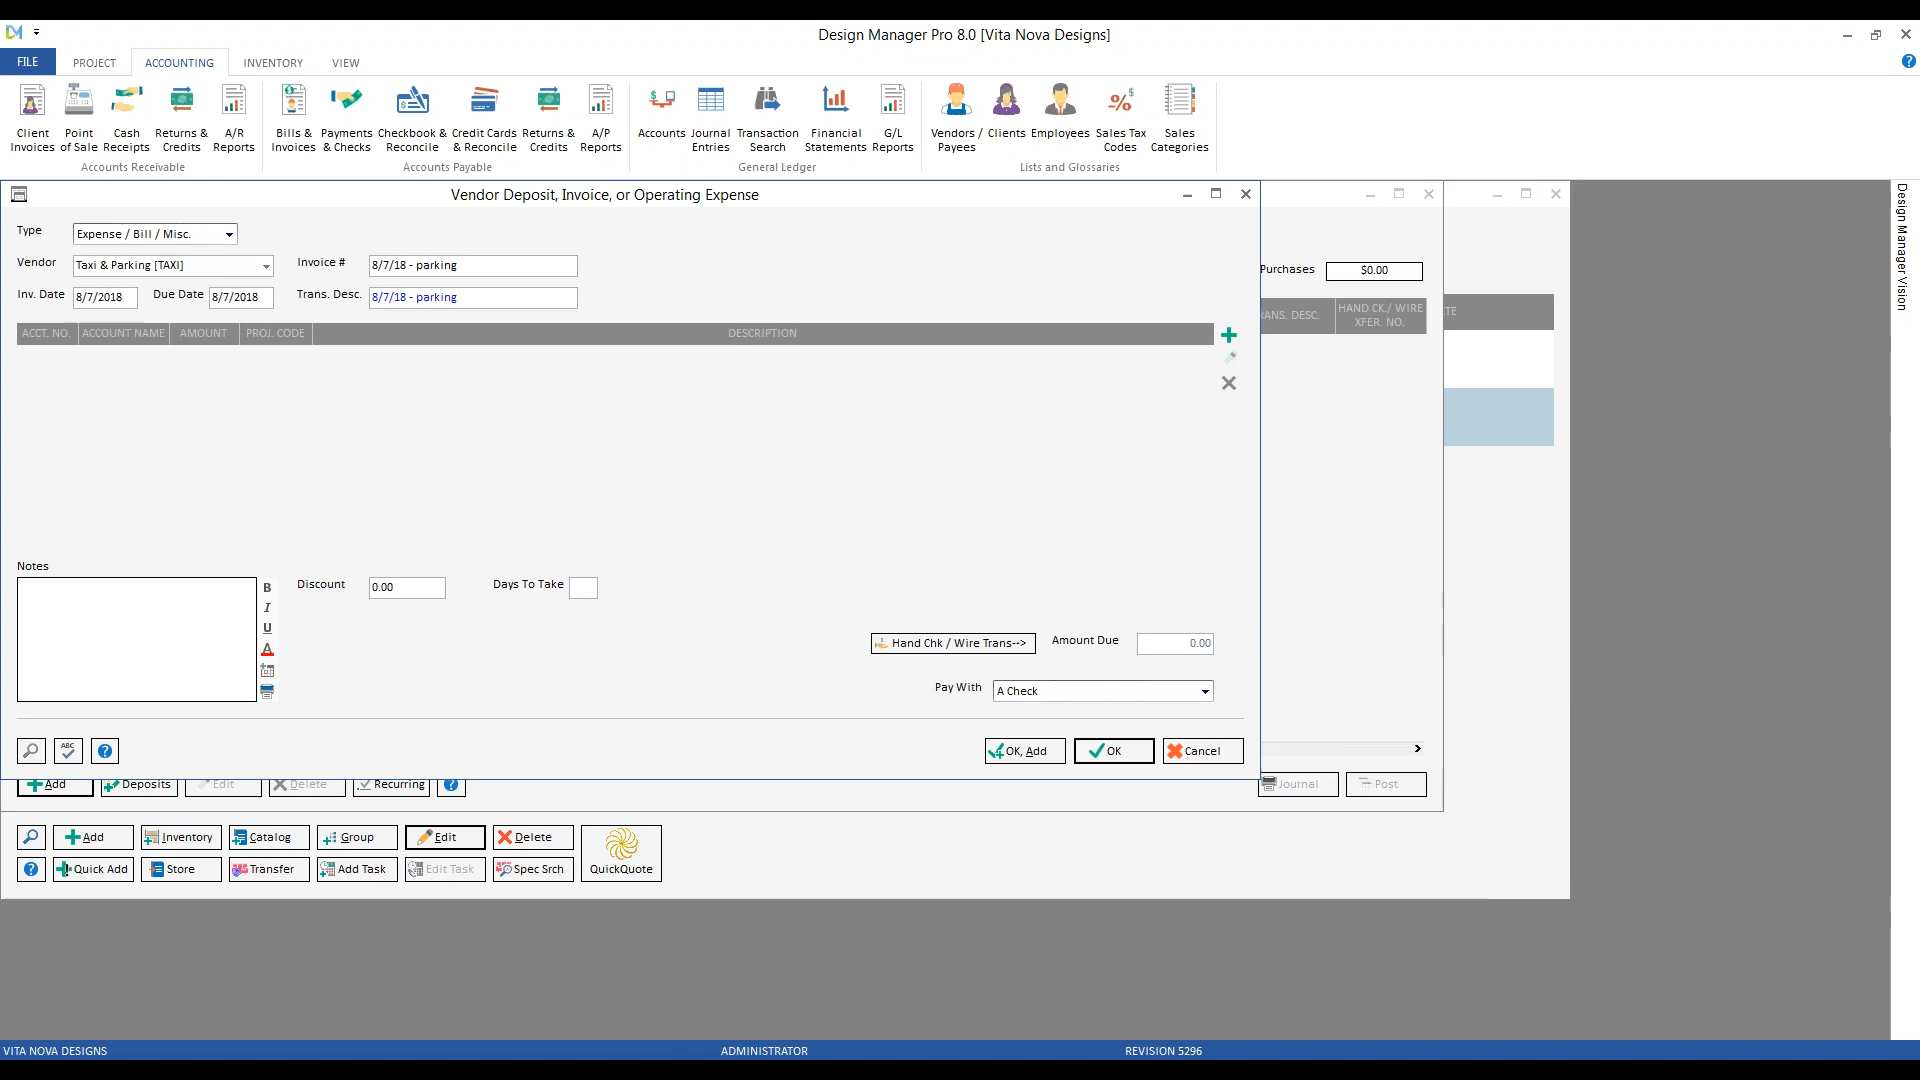 Design Manager Pro 8.0 [Vita Nova Designs]
FILE PROJECT ACCOUNTING INVENTORY VIEW
Client Invoices
Point of Sale
Cash Receipts
Returns & Credits
A/R Reports
Accounts Receivable
Bills & Invoices
Payments & Checks
Checkbook & Reconcile
Credit Cards & Reconcile
Returns & Credits
A/P Reports
Accounts Payable
Accounts
Journal Entries
Transaction Search
Financial Statements
G/L Reports
General Ledger
Vendors / Payees
Clients
Employees
Sales Tax Codes
Sales Categories
Lists and Glossaries
Design Manager Vision
Vendor Deposit, Invoice, or Operating Expense
Type Expense / Bill / Misc.
Vendor Taxi & Parking [TAXI] Invoice # 8/7/18 - parking
Inv. Date 8/7/2018 Due Date 8/7/2018 Trans. Desc. 8/7/18 - parking
ACCT. NO. ACCOUNT NAME AMOUNT PROJ. CODE DESCRIPTION
Purchases $0.00
RANS. DESC. HAND CK./ WIRE XFER. NO. TE
Notes
B
I
U
A
Discount 0.00 Days To Take
Hand Chk / Wire Trans--> Amount Due 0.00
Pay With A Check
ABC
OK, Add OK Cancel
Add Deposits Edit Delete Recurring Journal Post
Add Inventory Catalog Group Edit Delete
Quick Add Store Transfer Add Task Edit Task Spec Srch QuickQuote
VITA NOVA DESIGNS ADMINISTRATOR REVISION 5296